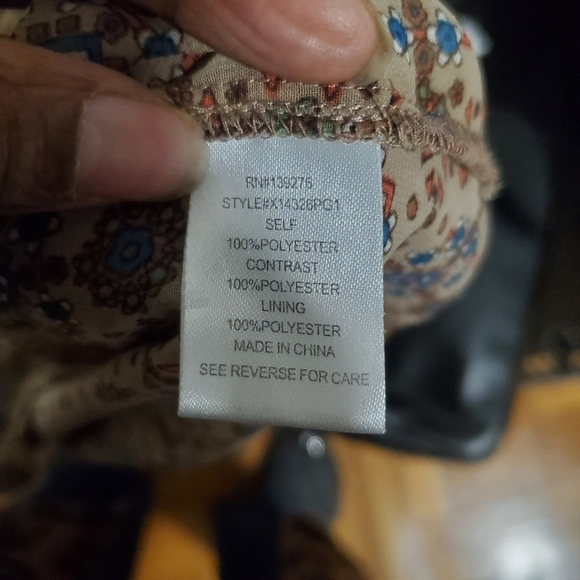 RN#139276
STYLE#X14326PG1
SELF
100%POLYESTER
CONTRAST
100%POLYESTER
LINING
100%POLYESTER
MADE IN CHINA
SEE REVERSE FOR CARE